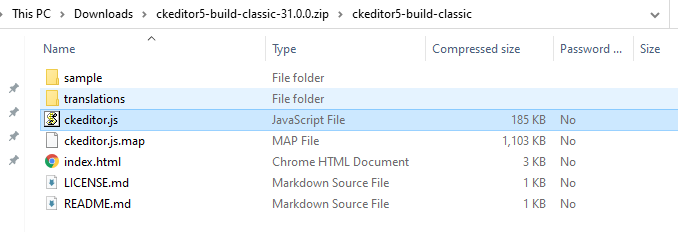 This PC > Downloads > ckeditor5-build-classic-31.0.0.zip > ckeditor5-build-classic
Name Type Compressed size Password ... Size
sample File folder
translations File folder
ckeditor.js JavaScript File 185 KB No
ckeditor.js.map MAP File 1,103 KB No
index.html Chrome HTML Document 3 KB No
LICENSE.md Markdown Source File 1 KB No
README.md Markdown Source File 1 KB No